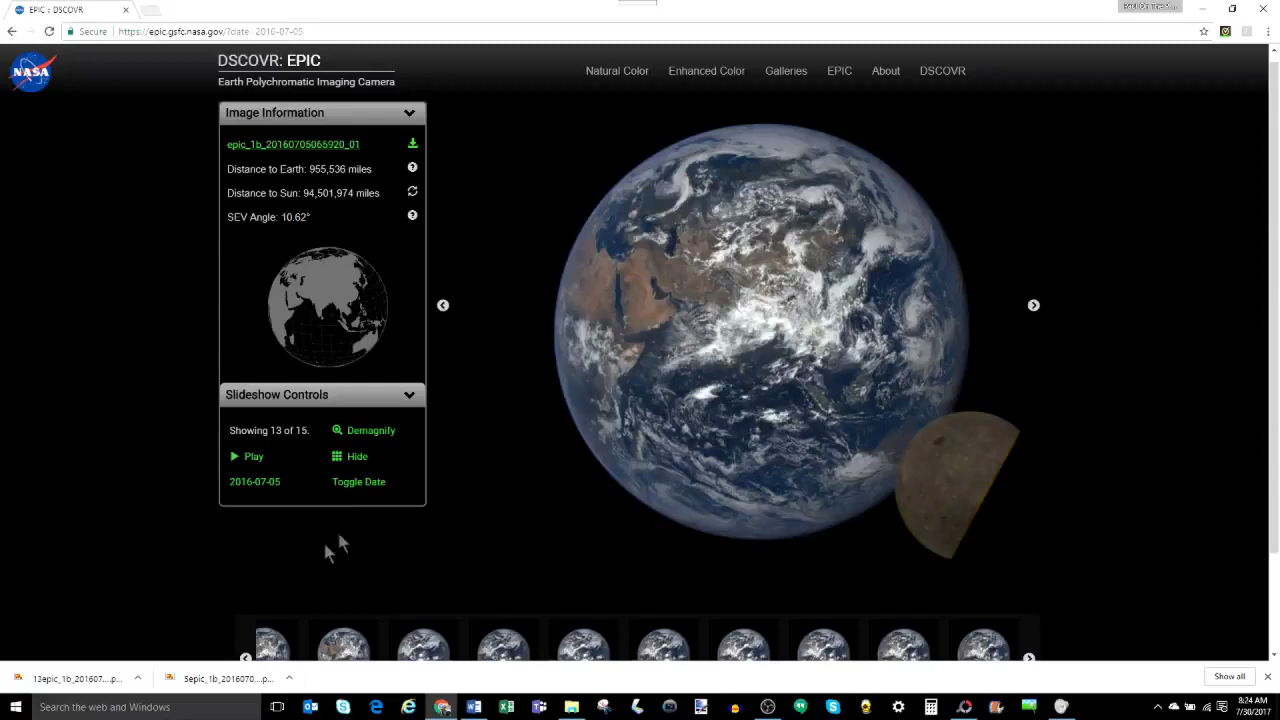 EPIC :: DSCOVR
Secure
https://epic.gsfc.nasa.gov/?date=2016-07-05
NASA
DSCOVR: EPIC
Earth Polychromatic Imaging Camera
Natural Color
Enhanced Color
Galleries
EPIC
About
DSCOVR
Image Information
epic_1b_20160705065920_01
Distance to Earth: 955,536 miles
Distance to Sun: 94,501,974 miles
SEV Angle: 10.62°
Slideshow Controls
Showing 13 of 15.
Demagnify
Play
Hide
2016-07-05
Toggle Date
13epic_1b_201607....p...
5epic_1b_2016070....p...
Show all
Search the web and Windows
8:24 AM
7/30/2017